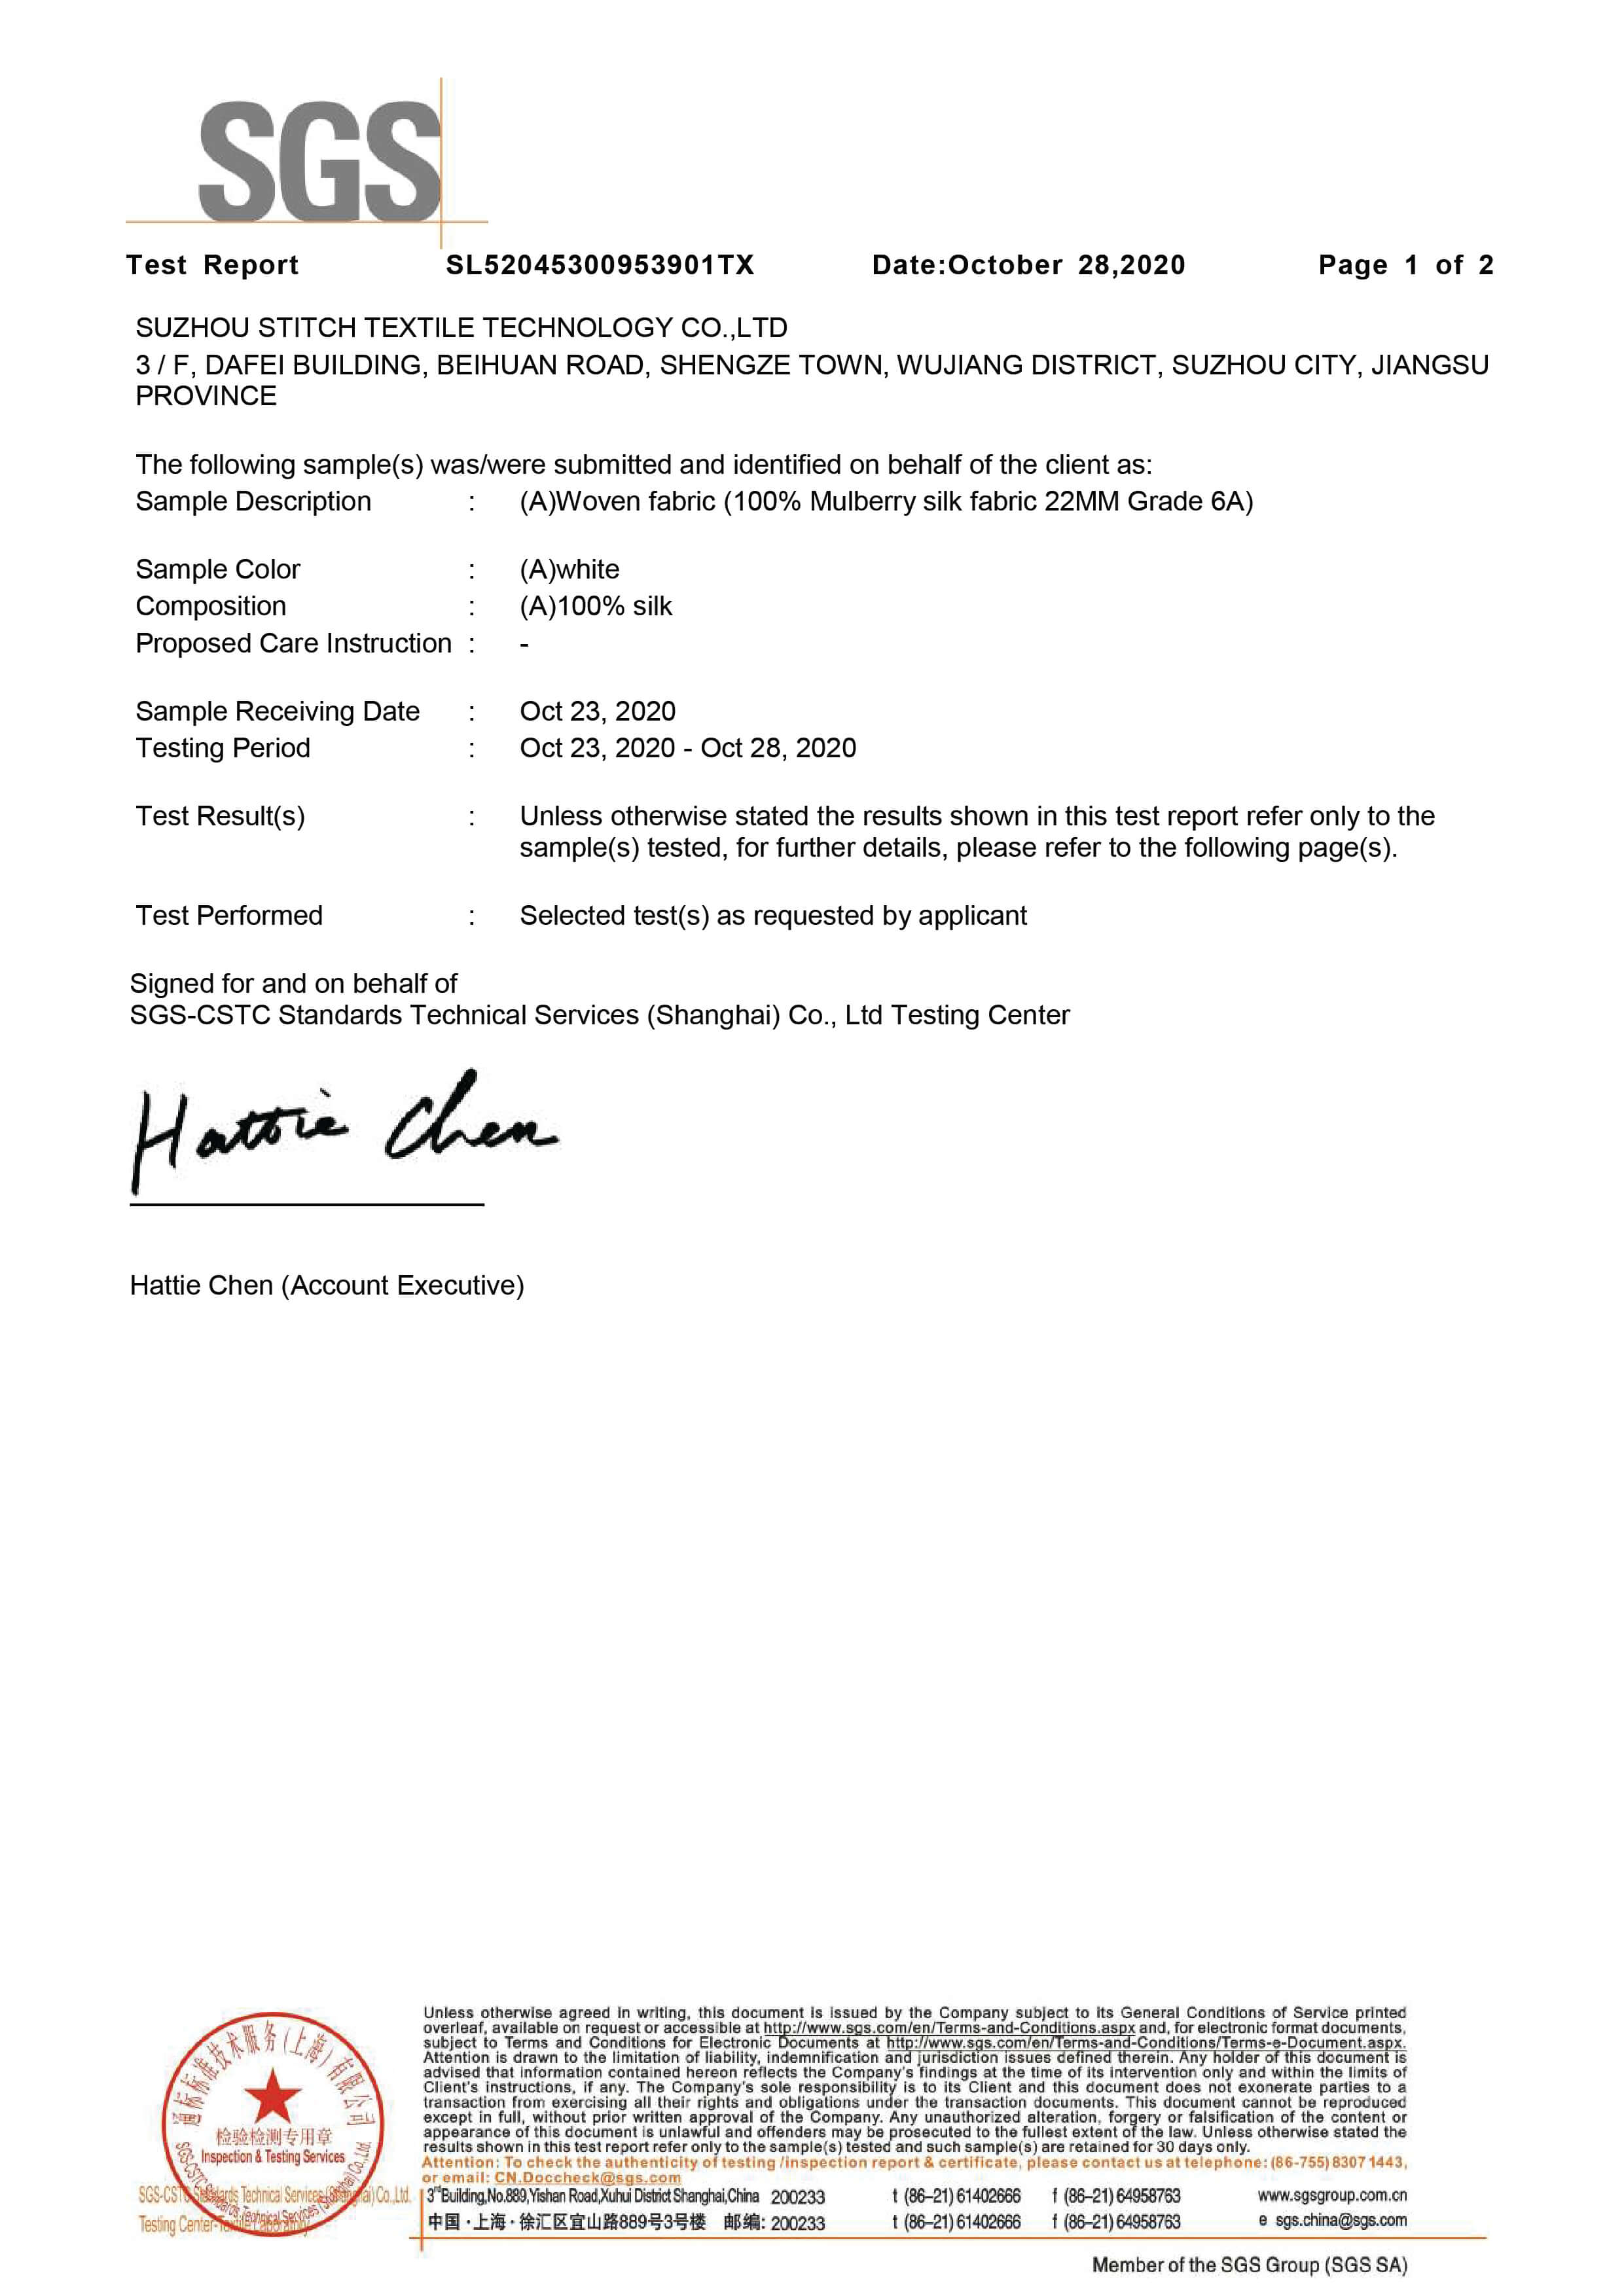 SGS
Test Report SL52045300953901TX Date:October 28,2020 Page 1 of 2
SUZHOU STITCH TEXTILE TECHNOLOGY CO.,LTD
3 / F, DAFEI BUILDING, BEIHUAN ROAD, SHENGZE TOWN, WUJIANG DISTRICT, SUZHOU CITY, JIANGSU
PROVINCE
The following sample(s) was/were submitted and identified on behalf of the client as:
Sample Description : (A)Woven fabric (100% Mulberry silk fabric 22MM Grade 6A)
Sample Color : (A)white
Composition : (A)100% silk
Proposed Care Instruction : -
Sample Receiving Date : Oct 23, 2020
Testing Period : Oct 23, 2020 - Oct 28, 2020
Test Result(s) : Unless otherwise stated the results shown in this test report refer only to the
sample(s) tested, for further details, please refer to the following page(s).
Test Performed : Selected test(s) as requested by applicant
Signed for and on behalf of
SGS-CSTC Standards Technical Services (Shanghai) Co., Ltd Testing Center
Hattie Chen
Hattie Chen (Account Executive)
Unless otherwise agreed in writing, this document is issued by the Company subject to its General Conditions of Service printed
overleaf, available on request or accessible at http://www.sgs.com/en/Terms-and-Conditions.aspx and, for electronic format documents,
subject to Terms and Conditions for Electronic Documents at http://www.sgs.com/en/Terms-and-Conditions/Terms-e-Document.aspx.
Attention is drawn to the limitation of liability, indemnification and jurisdiction issues defined therein. Any holder of this document is
advised that information contained hereon reflects the Company's findings at the time of its intervention only and within the limits of
Client's instructions, if any. The Company's sole responsibility is to its Client and this document does not exonerate parties to a
transaction from exercising all their rights and obligations under the transaction documents. This document cannot be reproduced
except in full, without prior written approval of the Company. Any unauthorized alteration, forgery or falsification of the content or
appearance of this document is unlawful and offenders may be prosecuted to the fullest extent of the law. Unless otherwise stated the
results shown in this test report refer only to the sample(s) tested and such sample(s) are retained for 30 days only.
Attention: To check the authenticity of testing /inspection report & certificate, please contact us at telephone: (86-755) 8307 1443,
or email: CN.Doccheck@sgs.com
标标准技术服务(上海)有限公司
检验检测专用章
Inspection & Testing Services
SGS-CSTC Standards Technical Services (Shanghai) Co., Ltd.
SGS-CSTC Standards Technical Services (Shanghai) Co.,Ltd.
Testing Center-Textile Laboratory
3rd Building,No.889,Yishan Road,Xuhui District Shanghai,China 200233 t (86–21) 61402666 f (86–21) 64958763 www.sgsgroup.com.cn
中国·上海·徐汇区宜山路889号3号楼 邮编: 200233 t (86–21) 61402666 f (86–21) 64958763 e sgs.china@sgs.com
Member of the SGS Group (SGS SA)